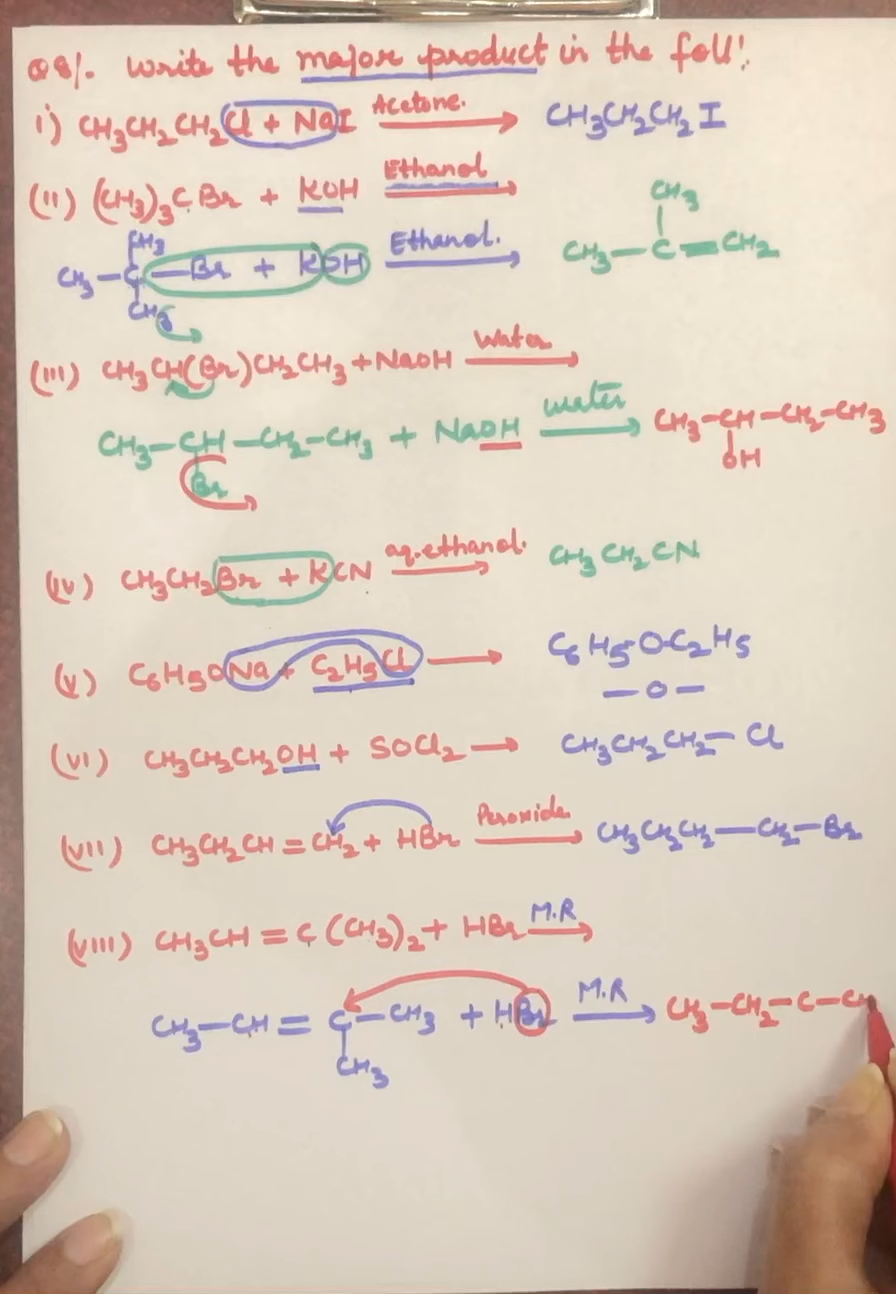 Q8/. Write the major product in the foll!
i) CH3CH2CH2Cl + NaI Acetone. → CH3CH2CH2I
(ii) (CH3)3CBr + KOH Ethanol →
CH3
CH3–C–Br + KOH Ethanol. →
CH3
CH3
CH3–C=CH2
(iii) CH3CH(Br)CH2CH3 + NaOH Water →
CH3–CH–CH2–CH3 + NaOH water → CH3–CH–CH2–CH3
Br
OH
(iv) CH3CH2Br + KCN aq.ethanol. → CH3CH2CN
(v) C6H5ONa + C2H5Cl → C6H5-O-C2H5
–O–
(vi) CH3CH2CH2OH + SOCl2 → CH3CH2CH2–Cl
(vii) CH3CH2CH=CH2 + HBr Peroxide → CH3CH2CH2–CH2–Br
(viii) CH3CH=C(CH3)2 + HBr M.R →
CH3–CH=C–CH3 + HBr M.R → CH3–CH2–C–CH
CH3